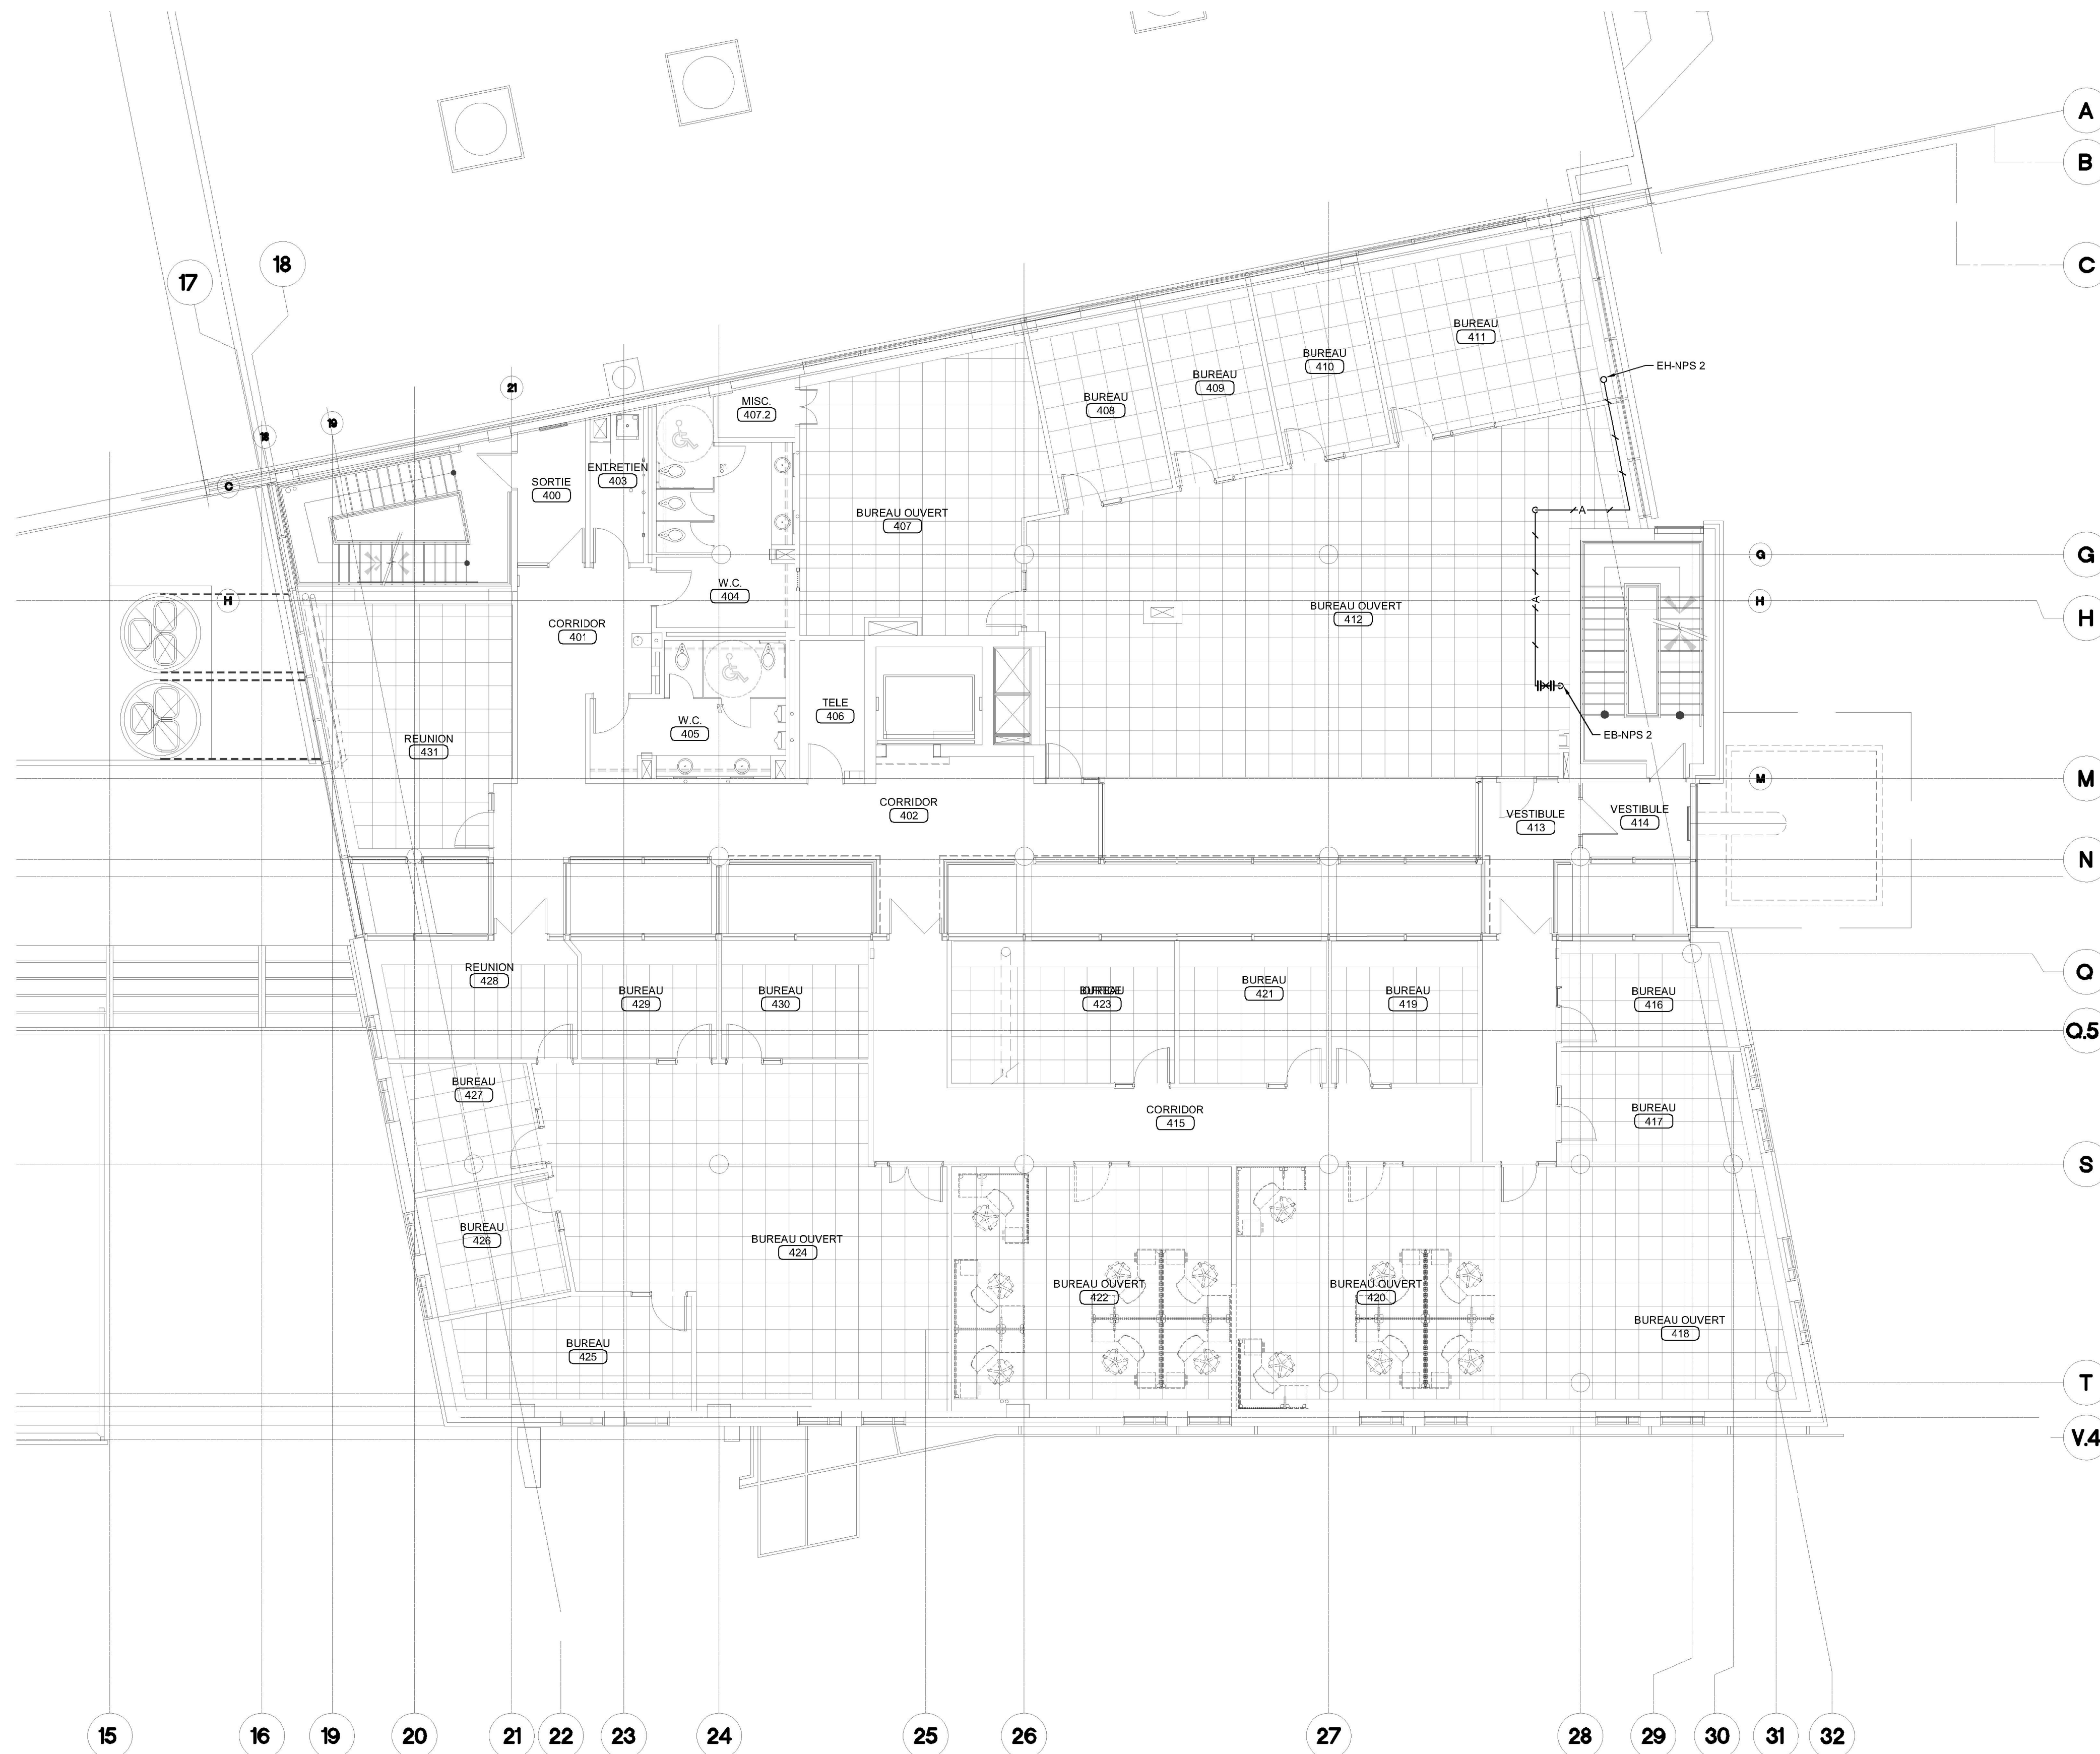 A
B
C
17
18
21
19
18
C
G
G
H
H
H
M
M
N
Q
Q.5
S
T
V.4
BUREAU
411
EH-NPS 2
BUREAU
410
BUREAU
409
BUREAU
408
MISC.
407.2
SORTIE
400
ENTRETIEN
403
BUREAU OUVERT
407
A
A
W.C.
404
BUREAU OUVERT
412
CORRIDOR
401
W.C.
405
TELE
406
REUNION
431
EB-NPS 2
CORRIDOR
402
VESTIBULE
413
VESTIBULE
414
REUNION
428
BUREAU
429
BUREAU
430
423
BUREAU
421
BUREAU
419
BUREAU
416
BUREAU
427
CORRIDOR
415
BUREAU
417
BUREAU
426
BUREAU OUVERT
424
BUREAU OUVERT
422
BUREAU OUVERT
420
BUREAU OUVERT
418
BUREAU
425
15
16
19
20
21
22
23
24
25
26
27
28
29
30
31
32